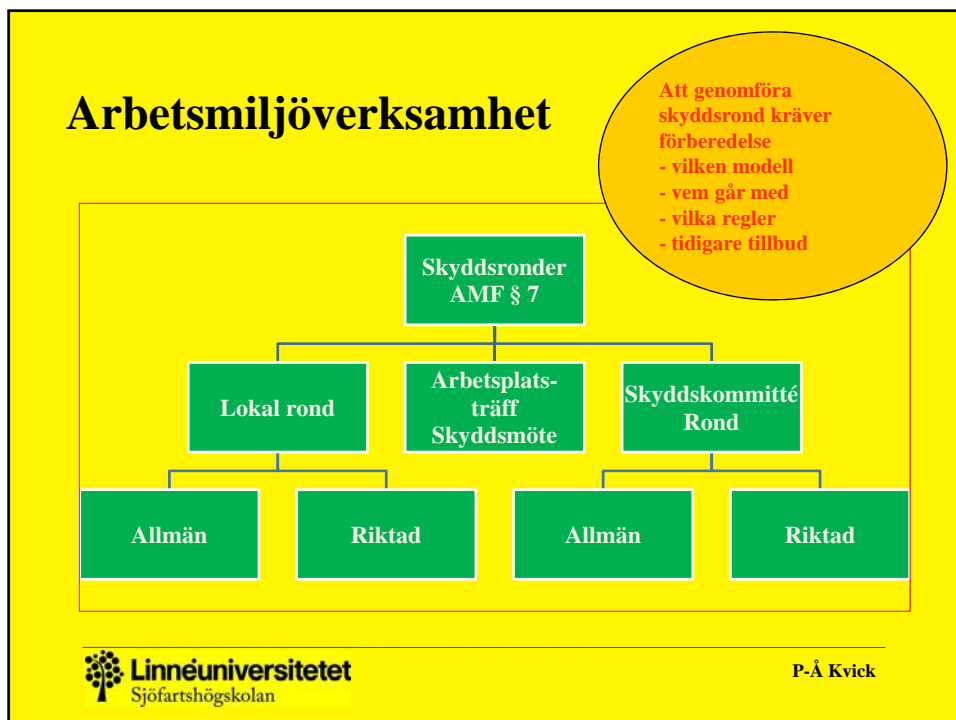 Arbetsmiljöverksamhet
Att genomföra
skyddsrond kräver
förberedelse
- vilken modell
- vem går med
- vilka regler
- tidigare tillbud
Skyddsronder
AMF § 7
Lokal rond
Arbetsplats-
träff
Skyddsmöte
Skyddskommitté
Rond
Allmän
Riktad
Allmän
Riktad
Linnéuniversitetet
Sjöfartshögskolan
P-Å Kvick